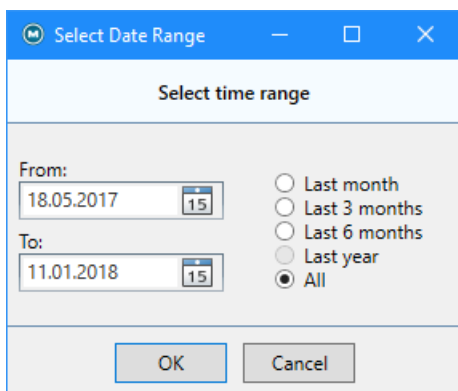 Select Date Range
Select time range
From:
18.05.2017
15
To:
11.01.2018
15
Last month
Last 3 months
Last 6 months
Last year
All
OK
Cancel